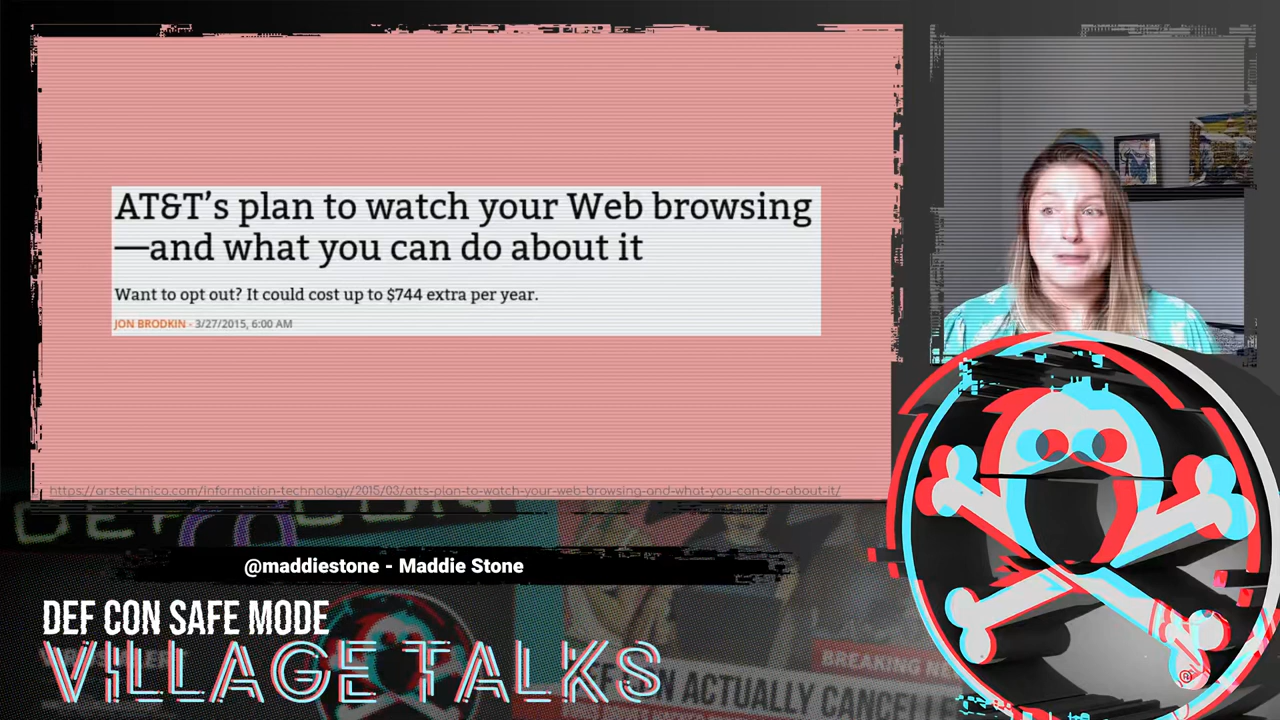 AT&T's plan to watch your Web browsing
—and what you can do about it
Want to opt out? It could cost up to $744 extra per year.
JON BRODKIN - 3/27/2015, 6:00 AM
https://arstechnica.com/information-technology/2015/03/atts-plan-to-watch-your-web-browsing-and-what-you-can-do-about-it/
DEF CON
@maddiestone - Maddie Stone
DEF CON SAFE MODE
VILLAGE TALKS
BREAKING
ACTUALLY
®